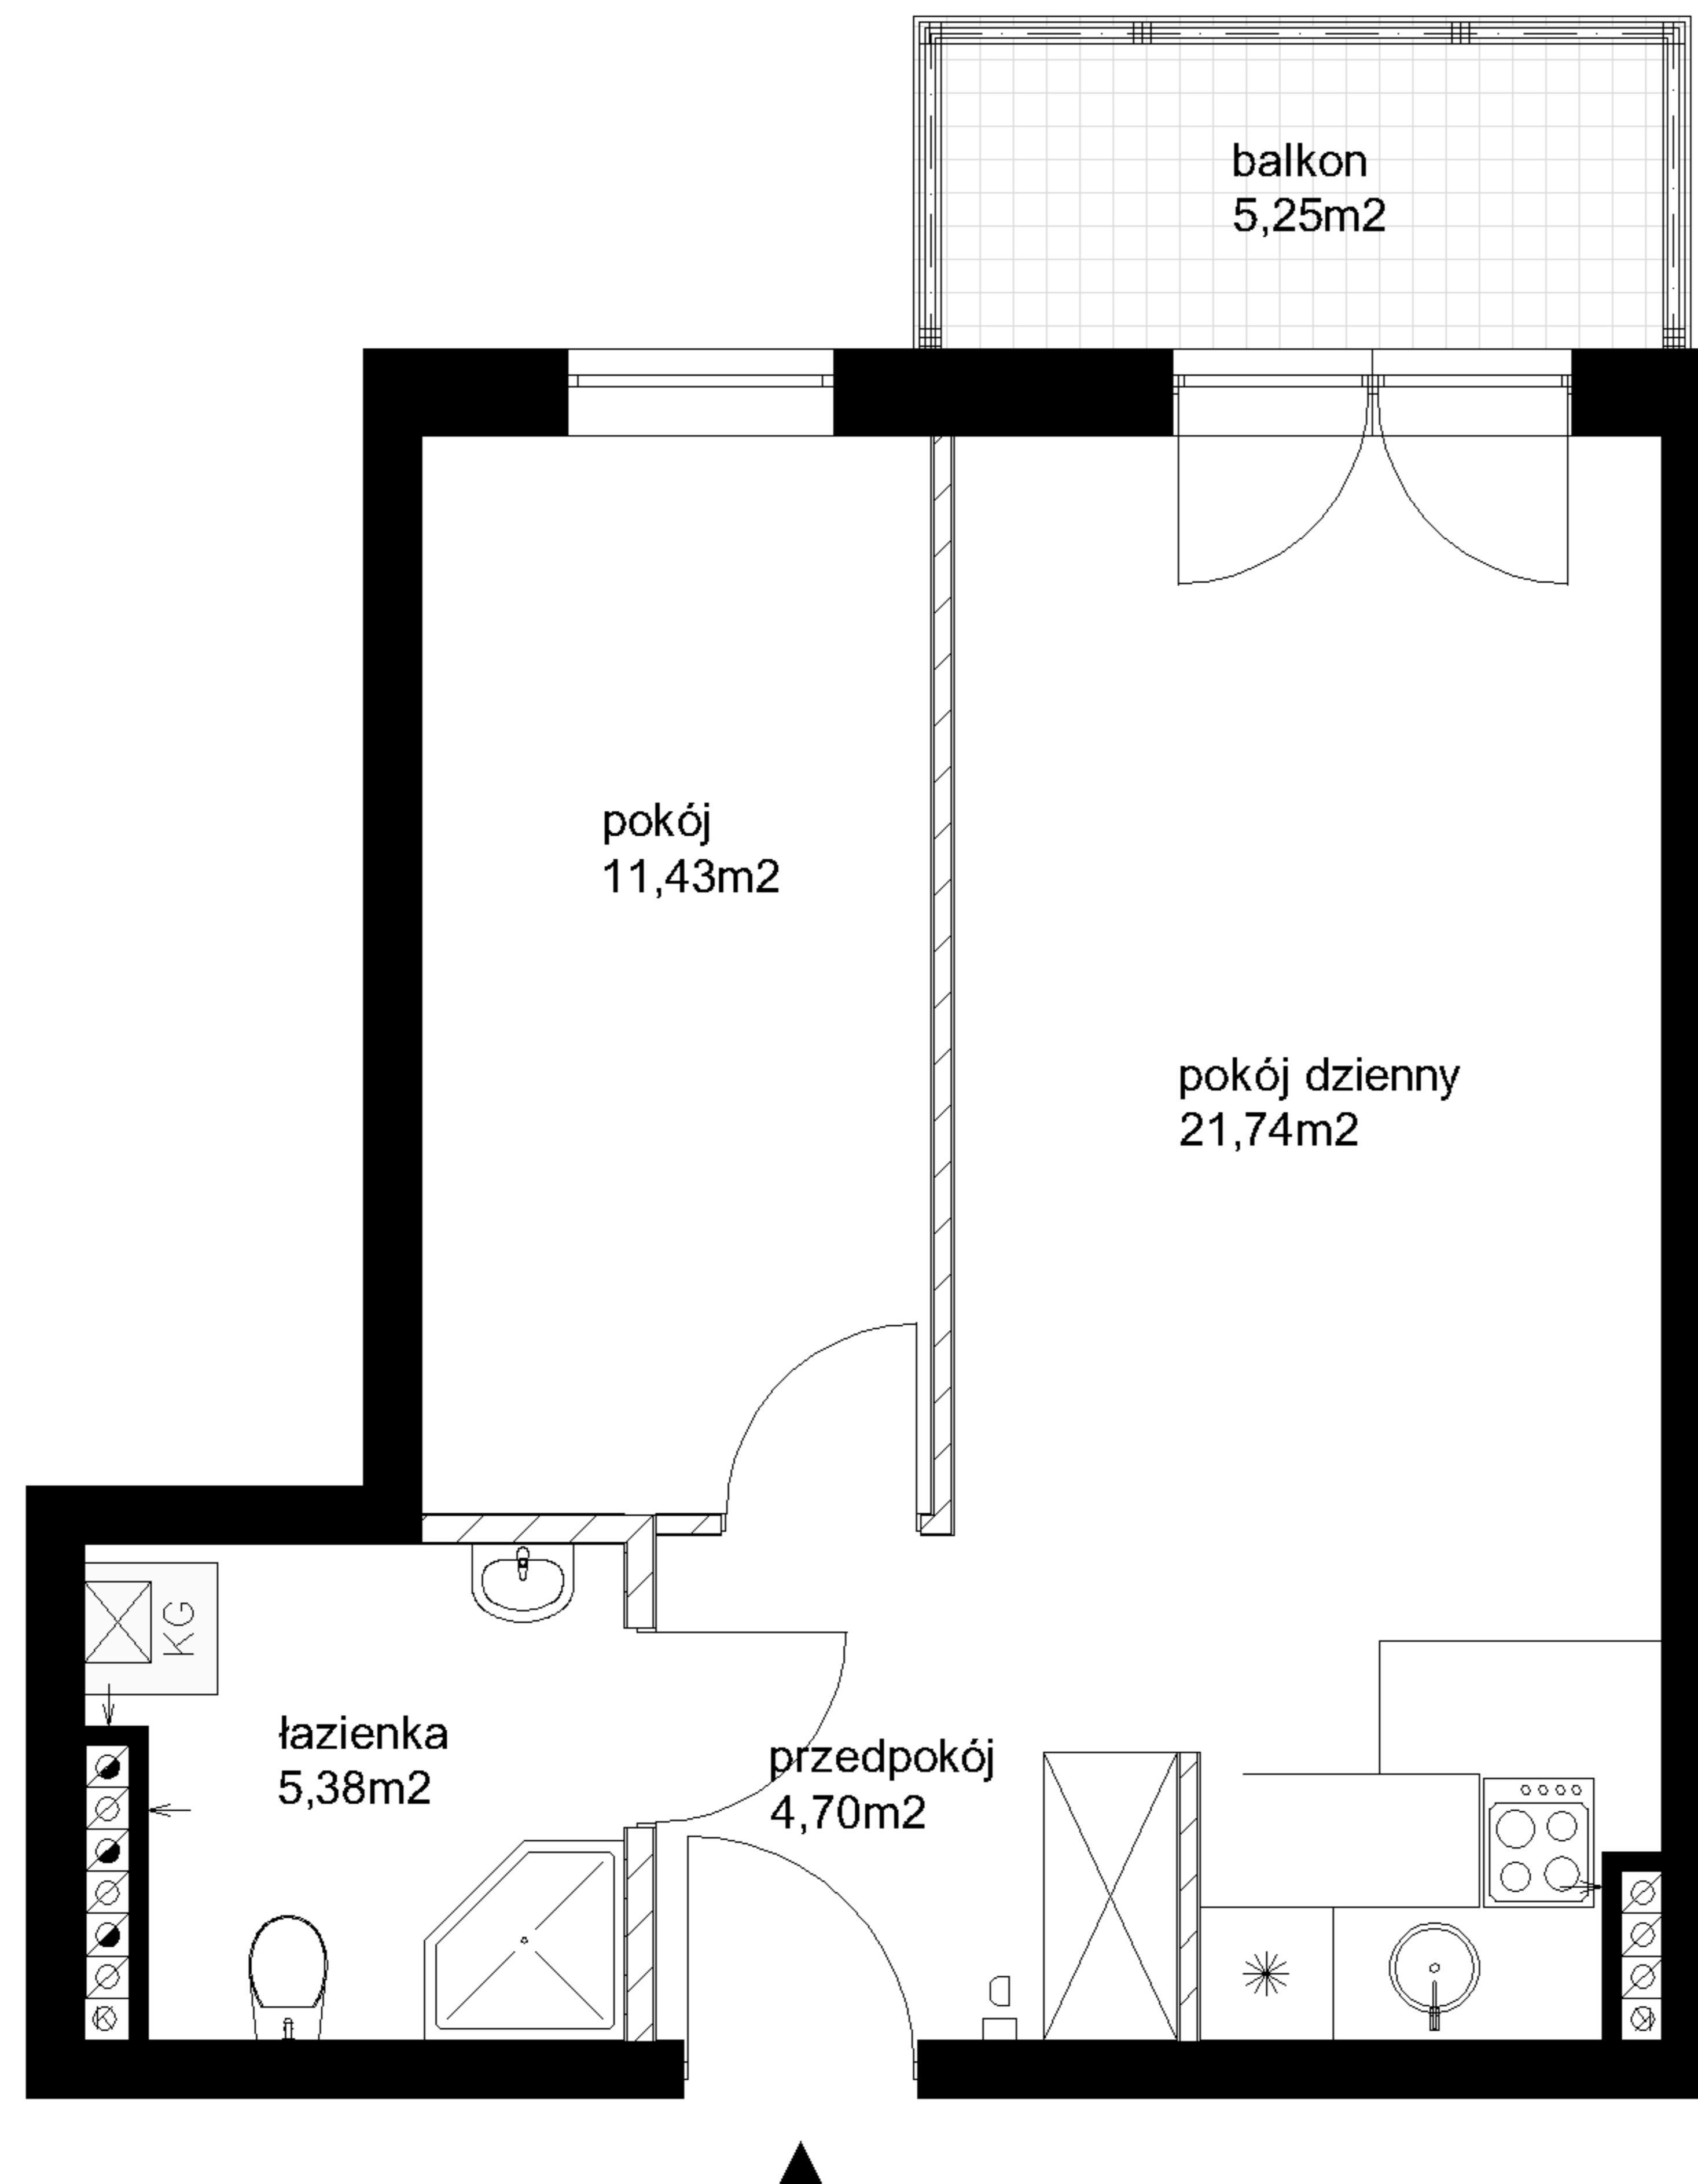 balkon
5,25m2
pokój
11,43m2
pokój dzienny
21,74m2
KG
łazienka
5,38m2
przedpokój
4,70m2